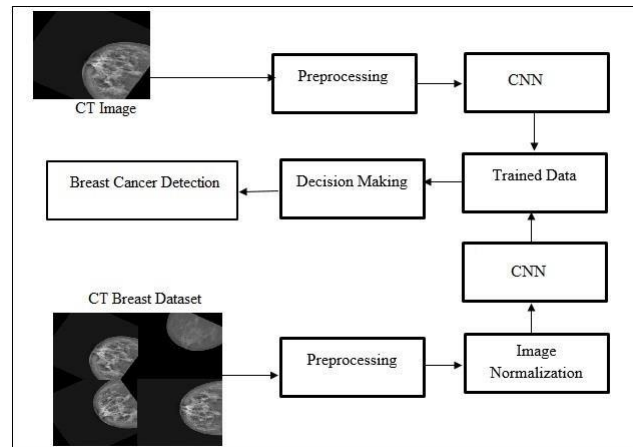 Preprocessing
CNN
CT Image
Breast Cancer Detection
Decision Making
Trained Data
CNN
CT Breast Dataset
Preprocessing
Image
Normalization